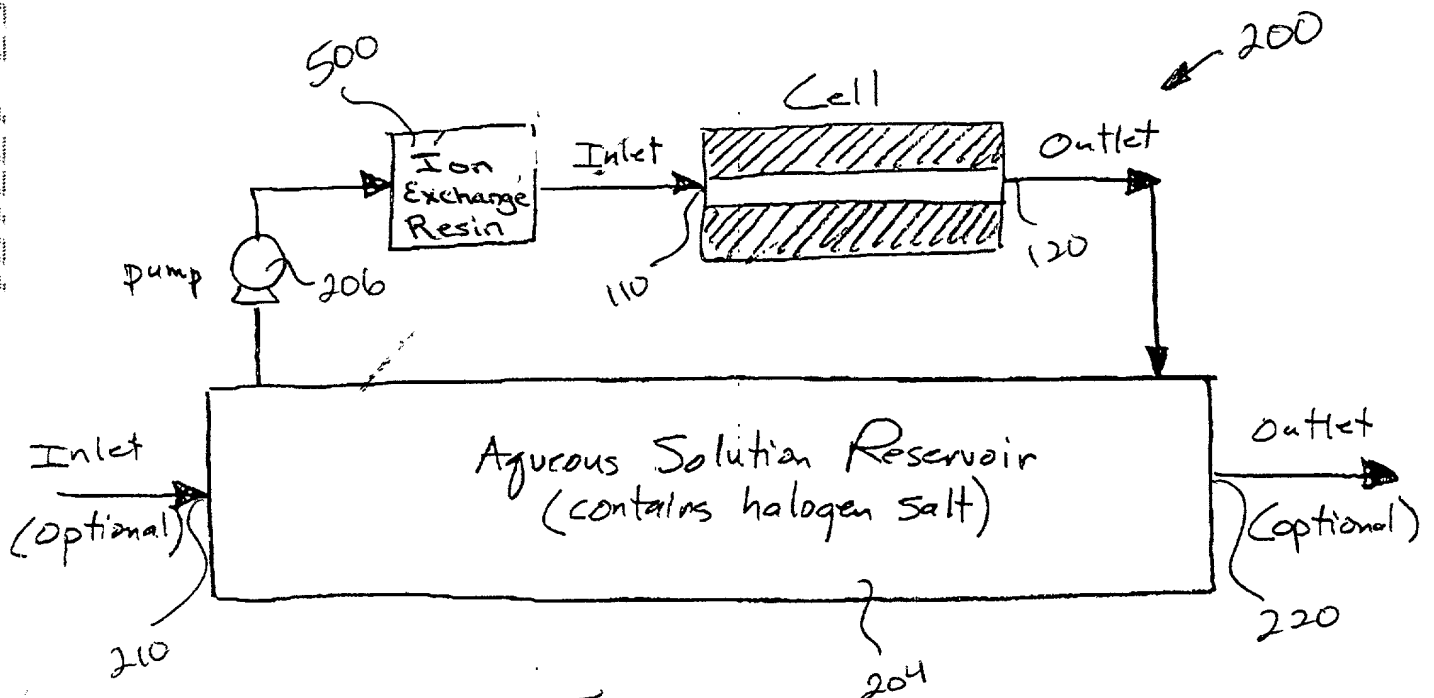 200
500
Cell
Ion
Exchange
Resin
Inlet
Outlet
pump
206
110
120
Inlet
(Optional)
Aqueous Solution Reservoir
(contains halogen salt)
Outlet
(optional)
210
204
220